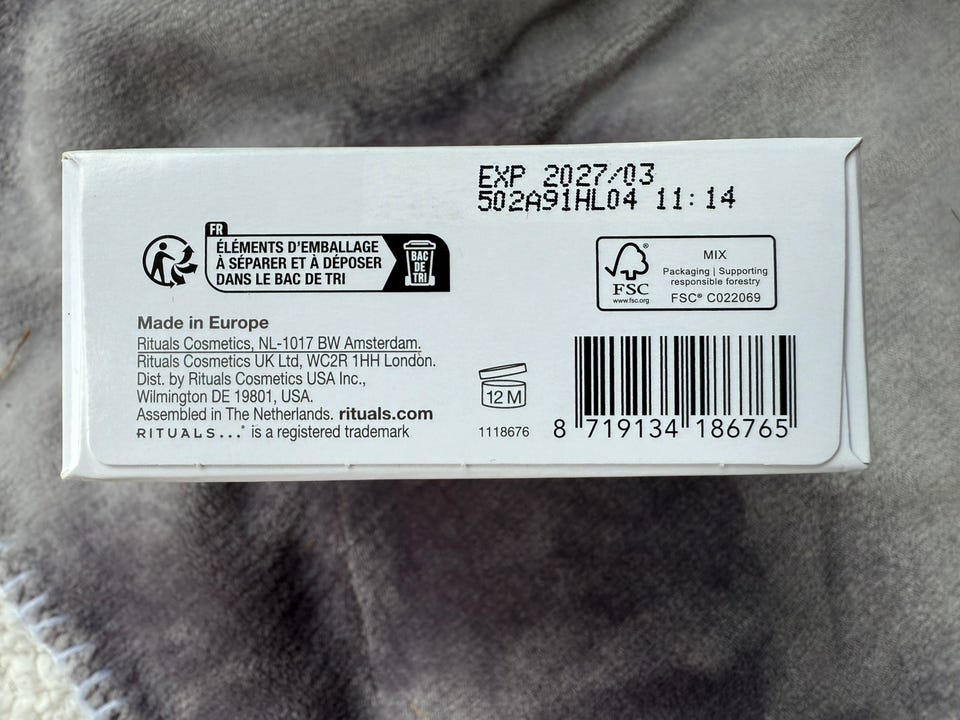 EXP 2027/03
502A91HL04 11:14
FR
ÉLÉMENTS D'EMBALLAGE
À SÉPARER ET À DÉPOSER
DANS LE BAC DE TRI
BAC
DE
TRI
FSC®
www.fsc.org
MIX
Packaging | Supporting
responsible forestry
FSC® C022069
Made in Europe
Rituals Cosmetics, NL-1017 BW Amsterdam.
Rituals Cosmetics UK Ltd, WC2R 1HH London.
Dist. by Rituals Cosmetics USA Inc.,
Wilmington DE 19801, USA.
Assembled in The Netherlands. rituals.com
RITUALS...® is a registered trademark
12 M
1118676
8 719134 186765